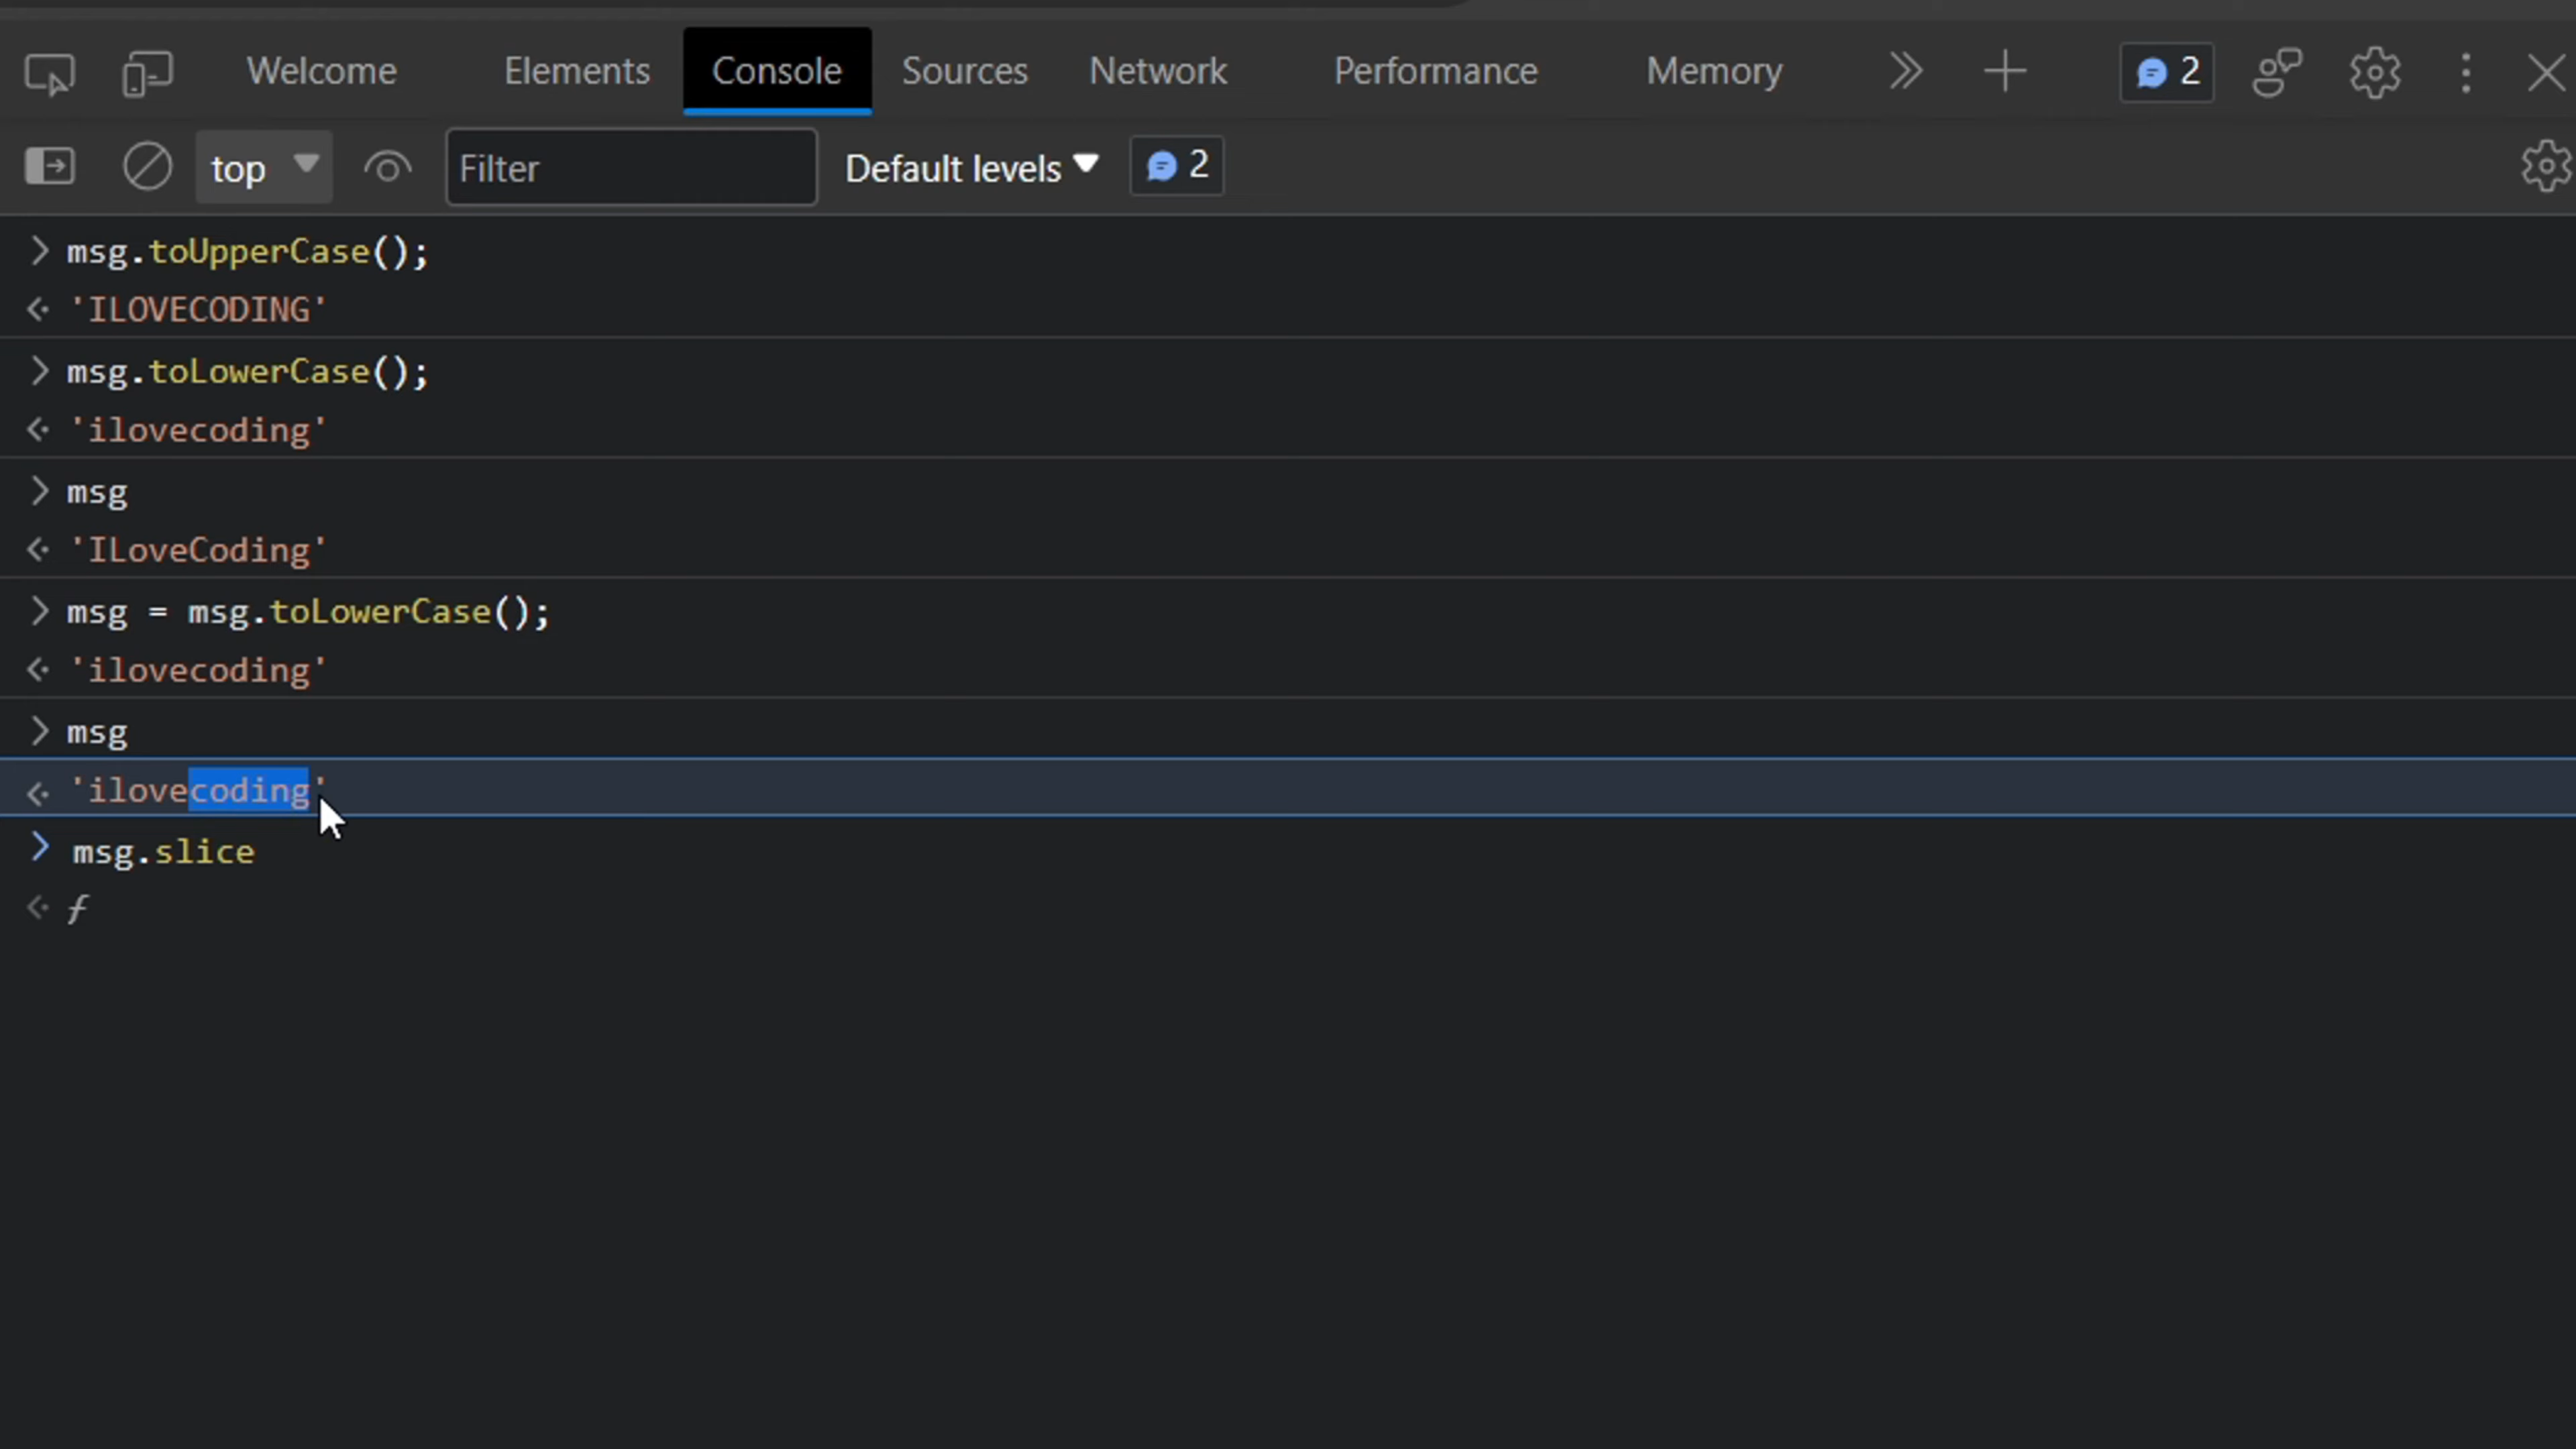 Welcome Elements Console Sources Network Performance Memory 2
top Filter Default levels 2
> msg.toUpperCase();
'ILOVECODING'
> msg.toLowerCase();
'ilovecoding'
> msg
'ILoveCoding'
> msg = msg.toLowerCase();
'ilovecoding'
> msg
'ilovecoding'
> msg.slice
ƒ